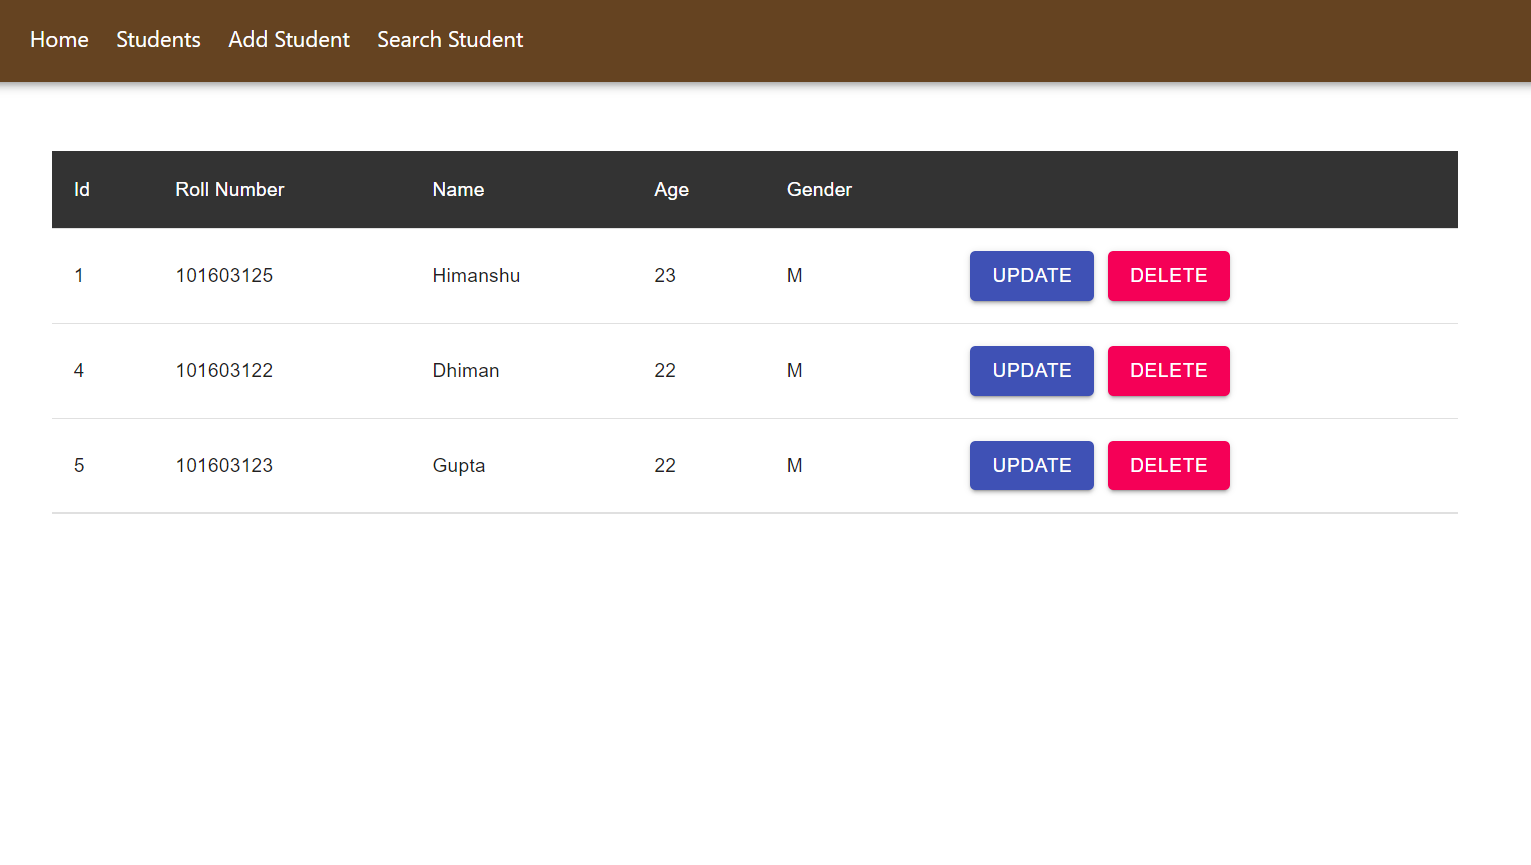 Home Students Add Student Search Student
Id Roll Number Name Age Gender
1 101603125 Himanshu 23 M UPDATE DELETE
4 101603122 Dhiman 22 M UPDATE DELETE
5 101603123 Gupta 22 M UPDATE DELETE